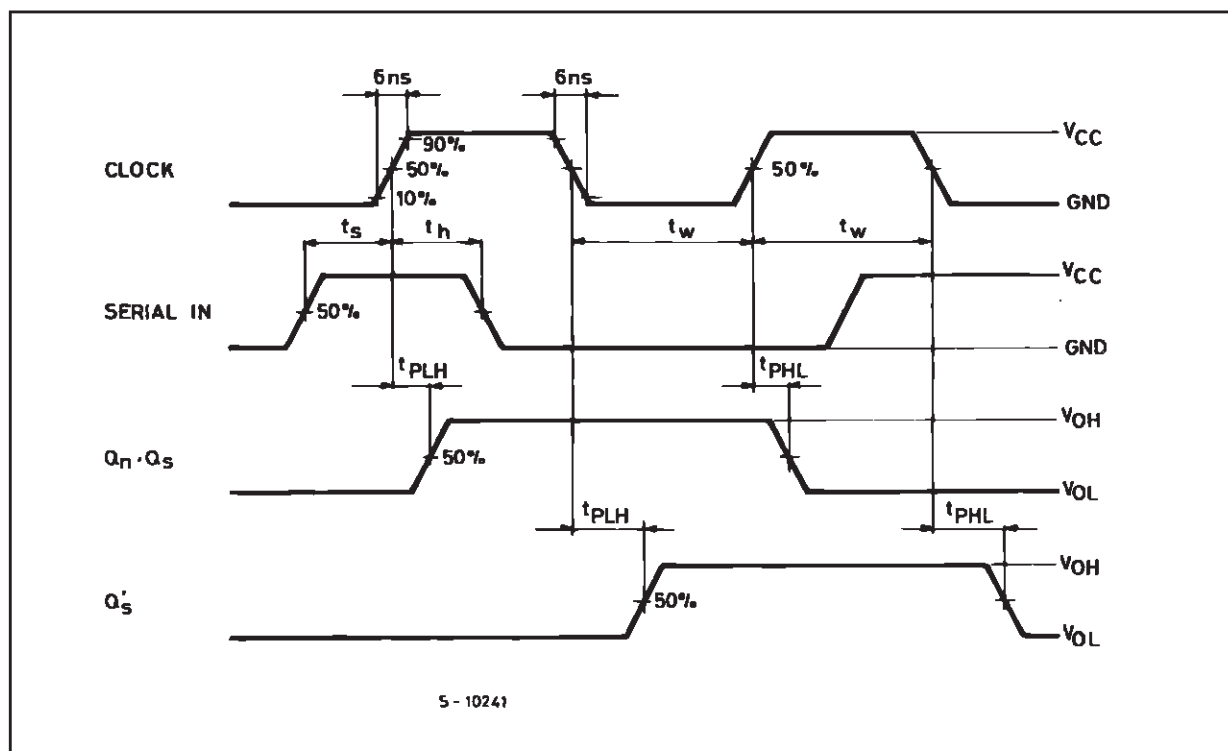 6ns 6ns
90%
VCC
CLOCK
50%
50%
10%
GND
ts th tw tw
VCC
SERIAL IN
50%
GND
tPLH tPHL
VOH
Qn · Qs
50%
VOL
tPLH tPHL
VOH
Q's
50%
VOL
S-10241